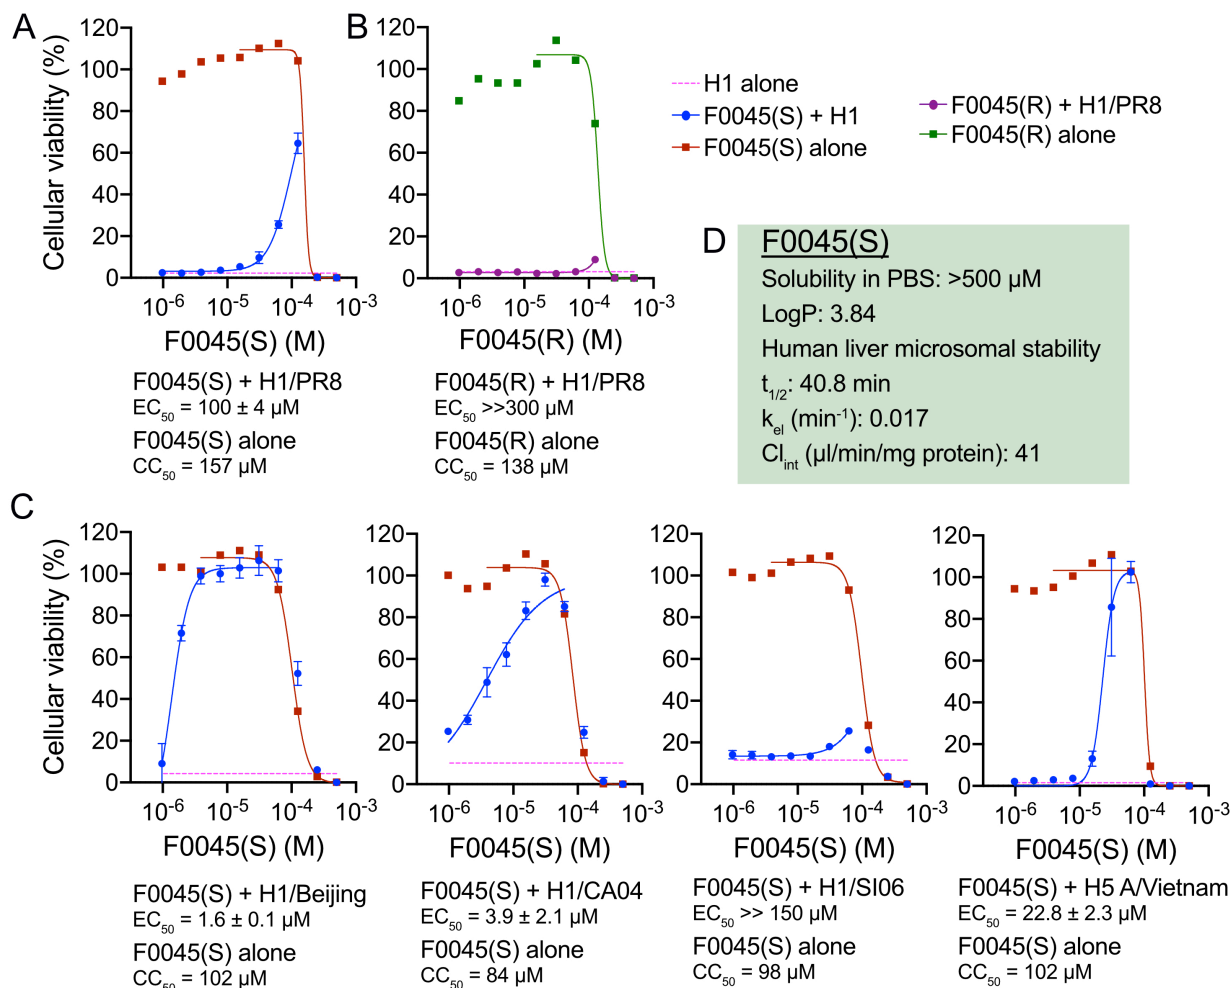 A
Cellular viability (%)
120
100
80
60
40
20
0
10-6
10-5
10-4
10-3
F0045(S) (M)
F0045(S) + H1/PR8
EC50 = 100 ± 4 µM
F0045(S) alone
CC50 = 157 µM
B
120
100
80
60
40
20
0
10-6
10-5
10-4
10-3
F0045(R) (M)
F0045(R) + H1/PR8
EC50 >>300 µM
F0045(R) alone
CC50 = 138 µM
H1 alone
F0045(S) + H1
F0045(S) alone
F0045(R) + H1/PR8
F0045(R) alone
D
F0045(S)
Solubility in PBS: >500 µM
LogP: 3.84
Human liver microsomal stability
t1/2: 40.8 min
kel (min-1): 0.017
Clint (µl/min/mg protein): 41
C
Cellular viability (%)
120
100
80
60
40
20
0
10-6
10-5
10-4
10-3
F0045(S) (M)
F0045(S) + H1/Beijing
EC50 = 1.6 ± 0.1 µM
F0045(S) alone
CC50 = 102 µM
120
100
80
60
40
20
0
10-6
10-5
10-4
10-3
F0045(S) (M)
F0045(S) + H1/CA04
EC50 = 3.9 ± 2.1 µM
F0045(S) alone
CC50 = 84 µM
120
100
80
60
40
20
0
10-6
10-5
10-4
10-3
F0045(S) (M)
F0045(S) + H1/SI06
EC50 >> 150 µM
F0045(S) alone
CC50 = 98 µM
120
100
80
60
40
20
0
10-6
10-5
10-4
10-3
F0045(S) (M)
F0045(S) + H5 A/Vietnam
EC50 = 22.8 ± 2.3 µM
F0045(S) alone
CC50 = 102 µM